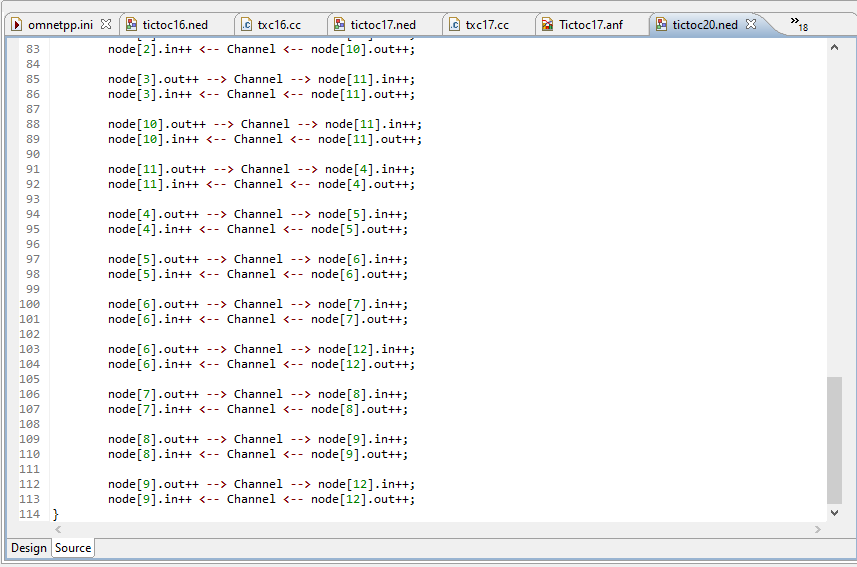 omnetpp.ini tictoc16.ned txc16.cc tictoc17.ned txc17.cc Tictoc17.anf tictoc20.ned »18
83 node[2].in++ <-- Channel <-- node[10].out++;
84
85 node[3].out++ --> Channel --> node[11].in++;
86 node[3].in++ <-- Channel <-- node[11].out++;
87
88 node[10].out++ --> Channel --> node[11].in++;
89 node[10].in++ <-- Channel <-- node[11].out++;
90
91 node[11].out++ --> Channel --> node[4].in++;
92 node[11].in++ <-- Channel <-- node[4].out++;
93
94 node[4].out++ --> Channel --> node[5].in++;
95 node[4].in++ <-- Channel <-- node[5].out++;
96
97 node[5].out++ --> Channel --> node[6].in++;
98 node[5].in++ <-- Channel <-- node[6].out++;
99
100 node[6].out++ --> Channel --> node[7].in++;
101 node[6].in++ <-- Channel <-- node[7].out++;
102
103 node[6].out++ --> Channel --> node[12].in++;
104 node[6].in++ <-- Channel <-- node[12].out++;
105
106 node[7].out++ --> Channel --> node[8].in++;
107 node[7].in++ <-- Channel <-- node[8].out++;
108
109 node[8].out++ --> Channel --> node[9].in++;
110 node[8].in++ <-- Channel <-- node[9].out++;
111
112 node[9].out++ --> Channel --> node[12].in++;
113 node[9].in++ <-- Channel <-- node[12].out++;
114 }
Design Source